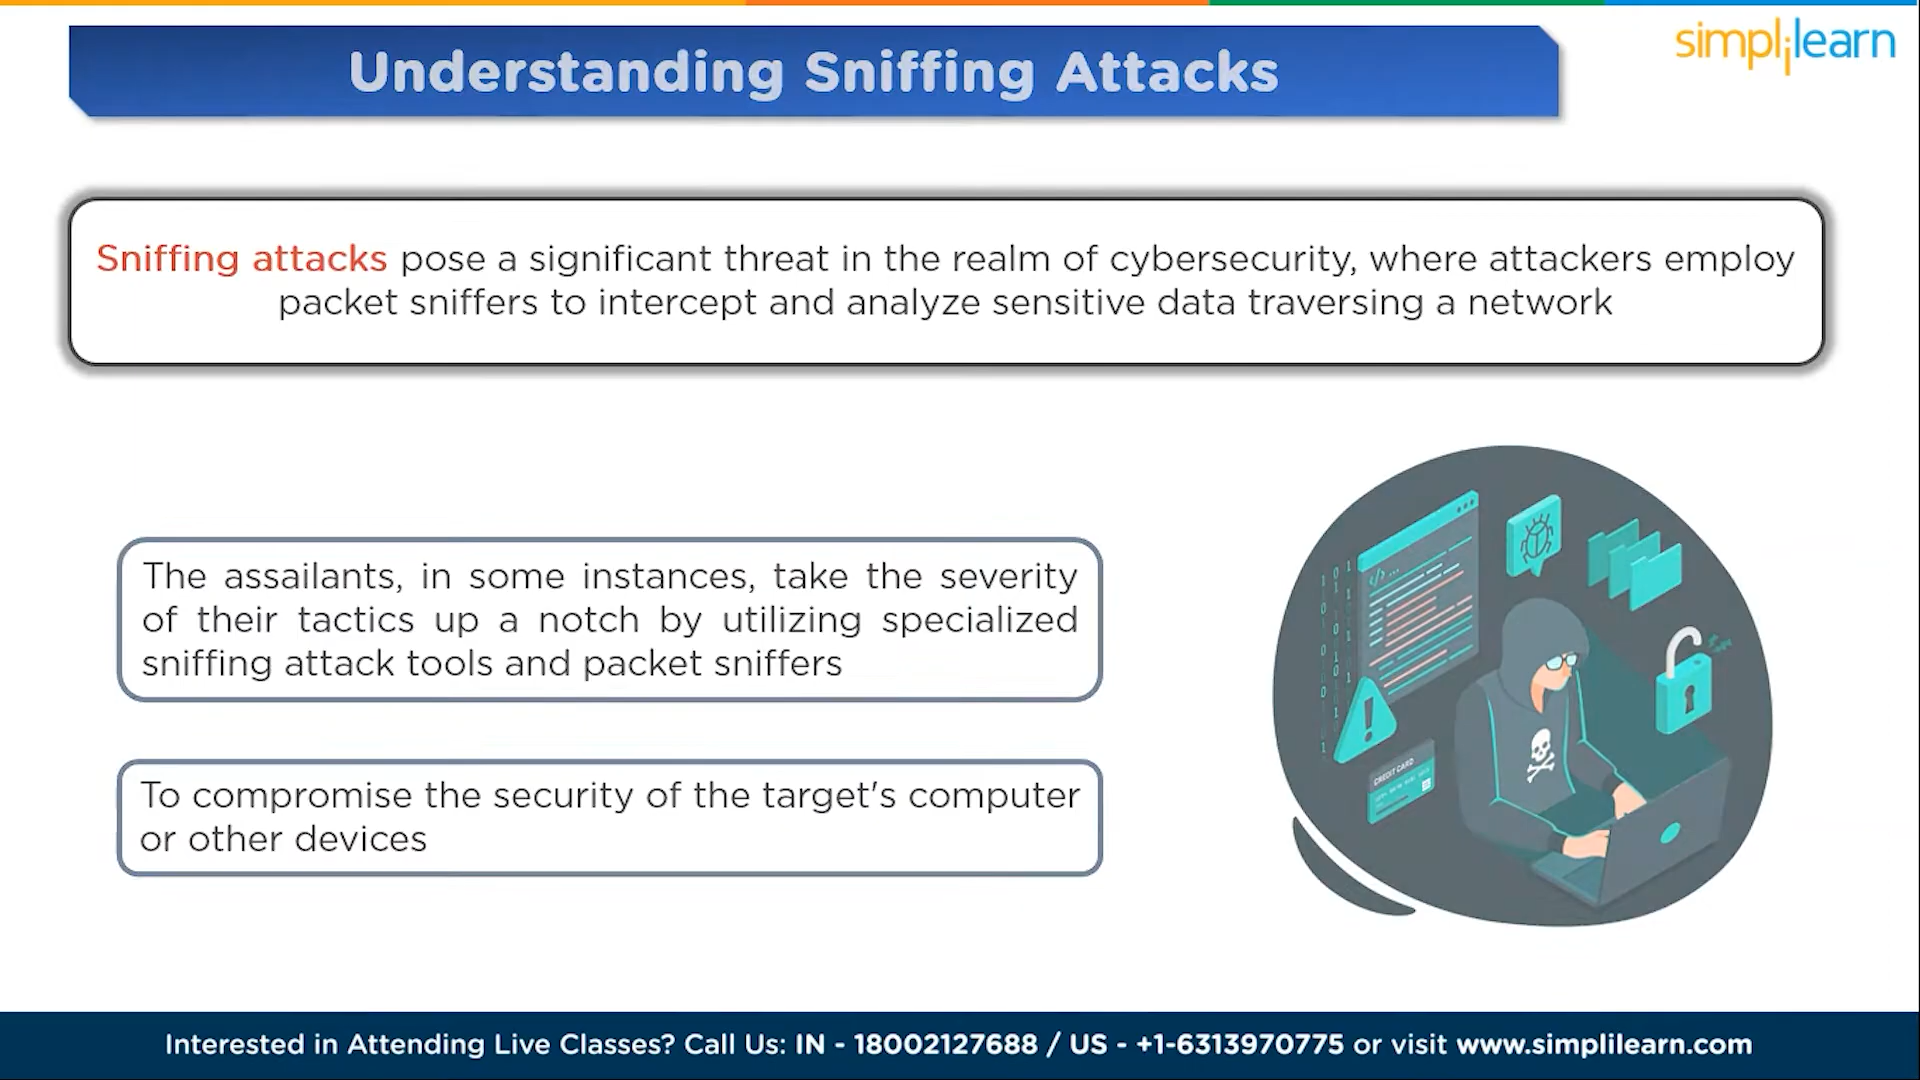 Understanding Sniffing Attacks
simplilearn
Sniffing attacks pose a significant threat in the realm of cybersecurity, where attackers employ
packet sniffers to intercept and analyze sensitive data traversing a network
The assailants, in some instances, take the severity
of their tactics up a notch by utilizing specialized
sniffing attack tools and packet sniffers
To compromise the security of the target's computer
or other devices
CREDIT CARD
Interested in Attending Live Classes? Call Us: IN - 18002127688 / US - +1-6313970775 or visit www.simplilearn.com